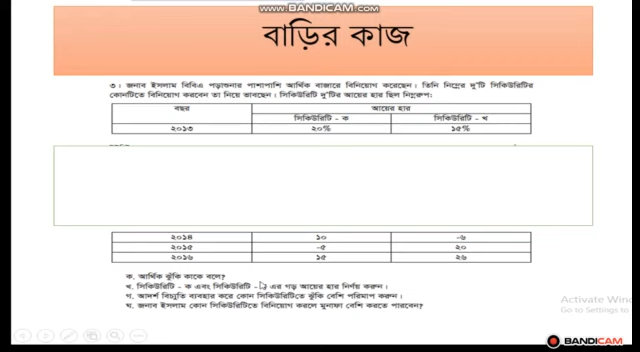 www.BANDICAM.com
বাড়ির কাজ
৩। জনাব ইসলাম বিবিএ পড়াশুনার পাশাপাশি আর্থিক বাজারে বিনিয়োগ করেছেন। তিনি নিম্নের দু'টি সিকিউরিটির
কোনটিতে বিনিয়োগ করবেন তা নিয়ে ভাবছেন। সিকিউরিটি দু'টির আয়ের হার ছিল নিম্নরূপ:
বছর আয়ের হার
সিকিউরিটি - ক সিকিউরিটি - খ
২০১৩ ২০% ১৫%
২০১৪ ১০ -৬
২০১৫ -৫ ২০
২০১৬ ১৫ ২৬
ক. আর্থিক ঝুঁকি কাকে বলে?
খ. সিকিউরিটি - ক এবং সিকিউরিটি - এর গড় আয়ের হার নির্ণয় করুন।
গ. আদর্শ বিচ্যুতি ব্যবহার করে কোন সিকিউরিটিতে ঝুঁকি বেশি পরিমাপ করুন।
ঘ. জনাব ইসলাম কোন সিকিউরিটিতে বিনিয়োগ করলে মুনাফা বেশি করতে পারবেন?
Activate Wind
Go to Settings to
BANDICAM